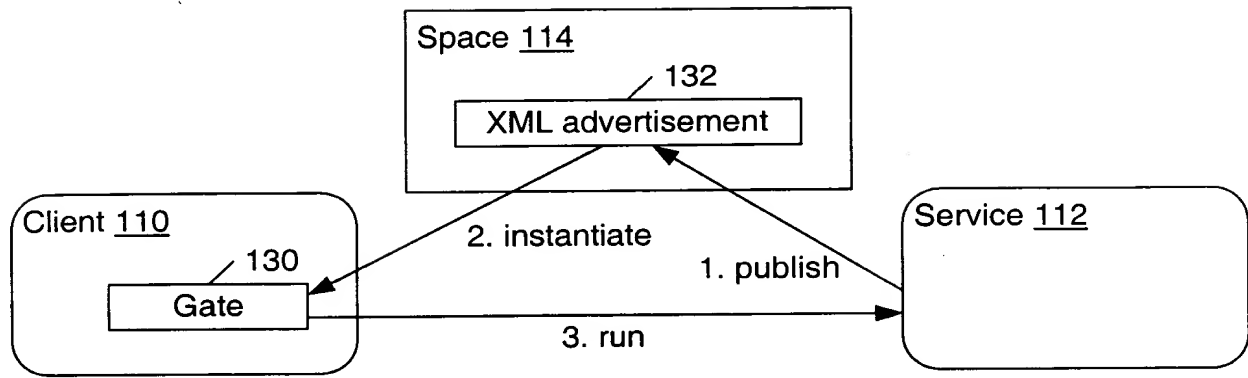 Space 114
132
XML advertisement
Client 110
2. instantiate
Service 112
130
1. publish
Gate
3. run